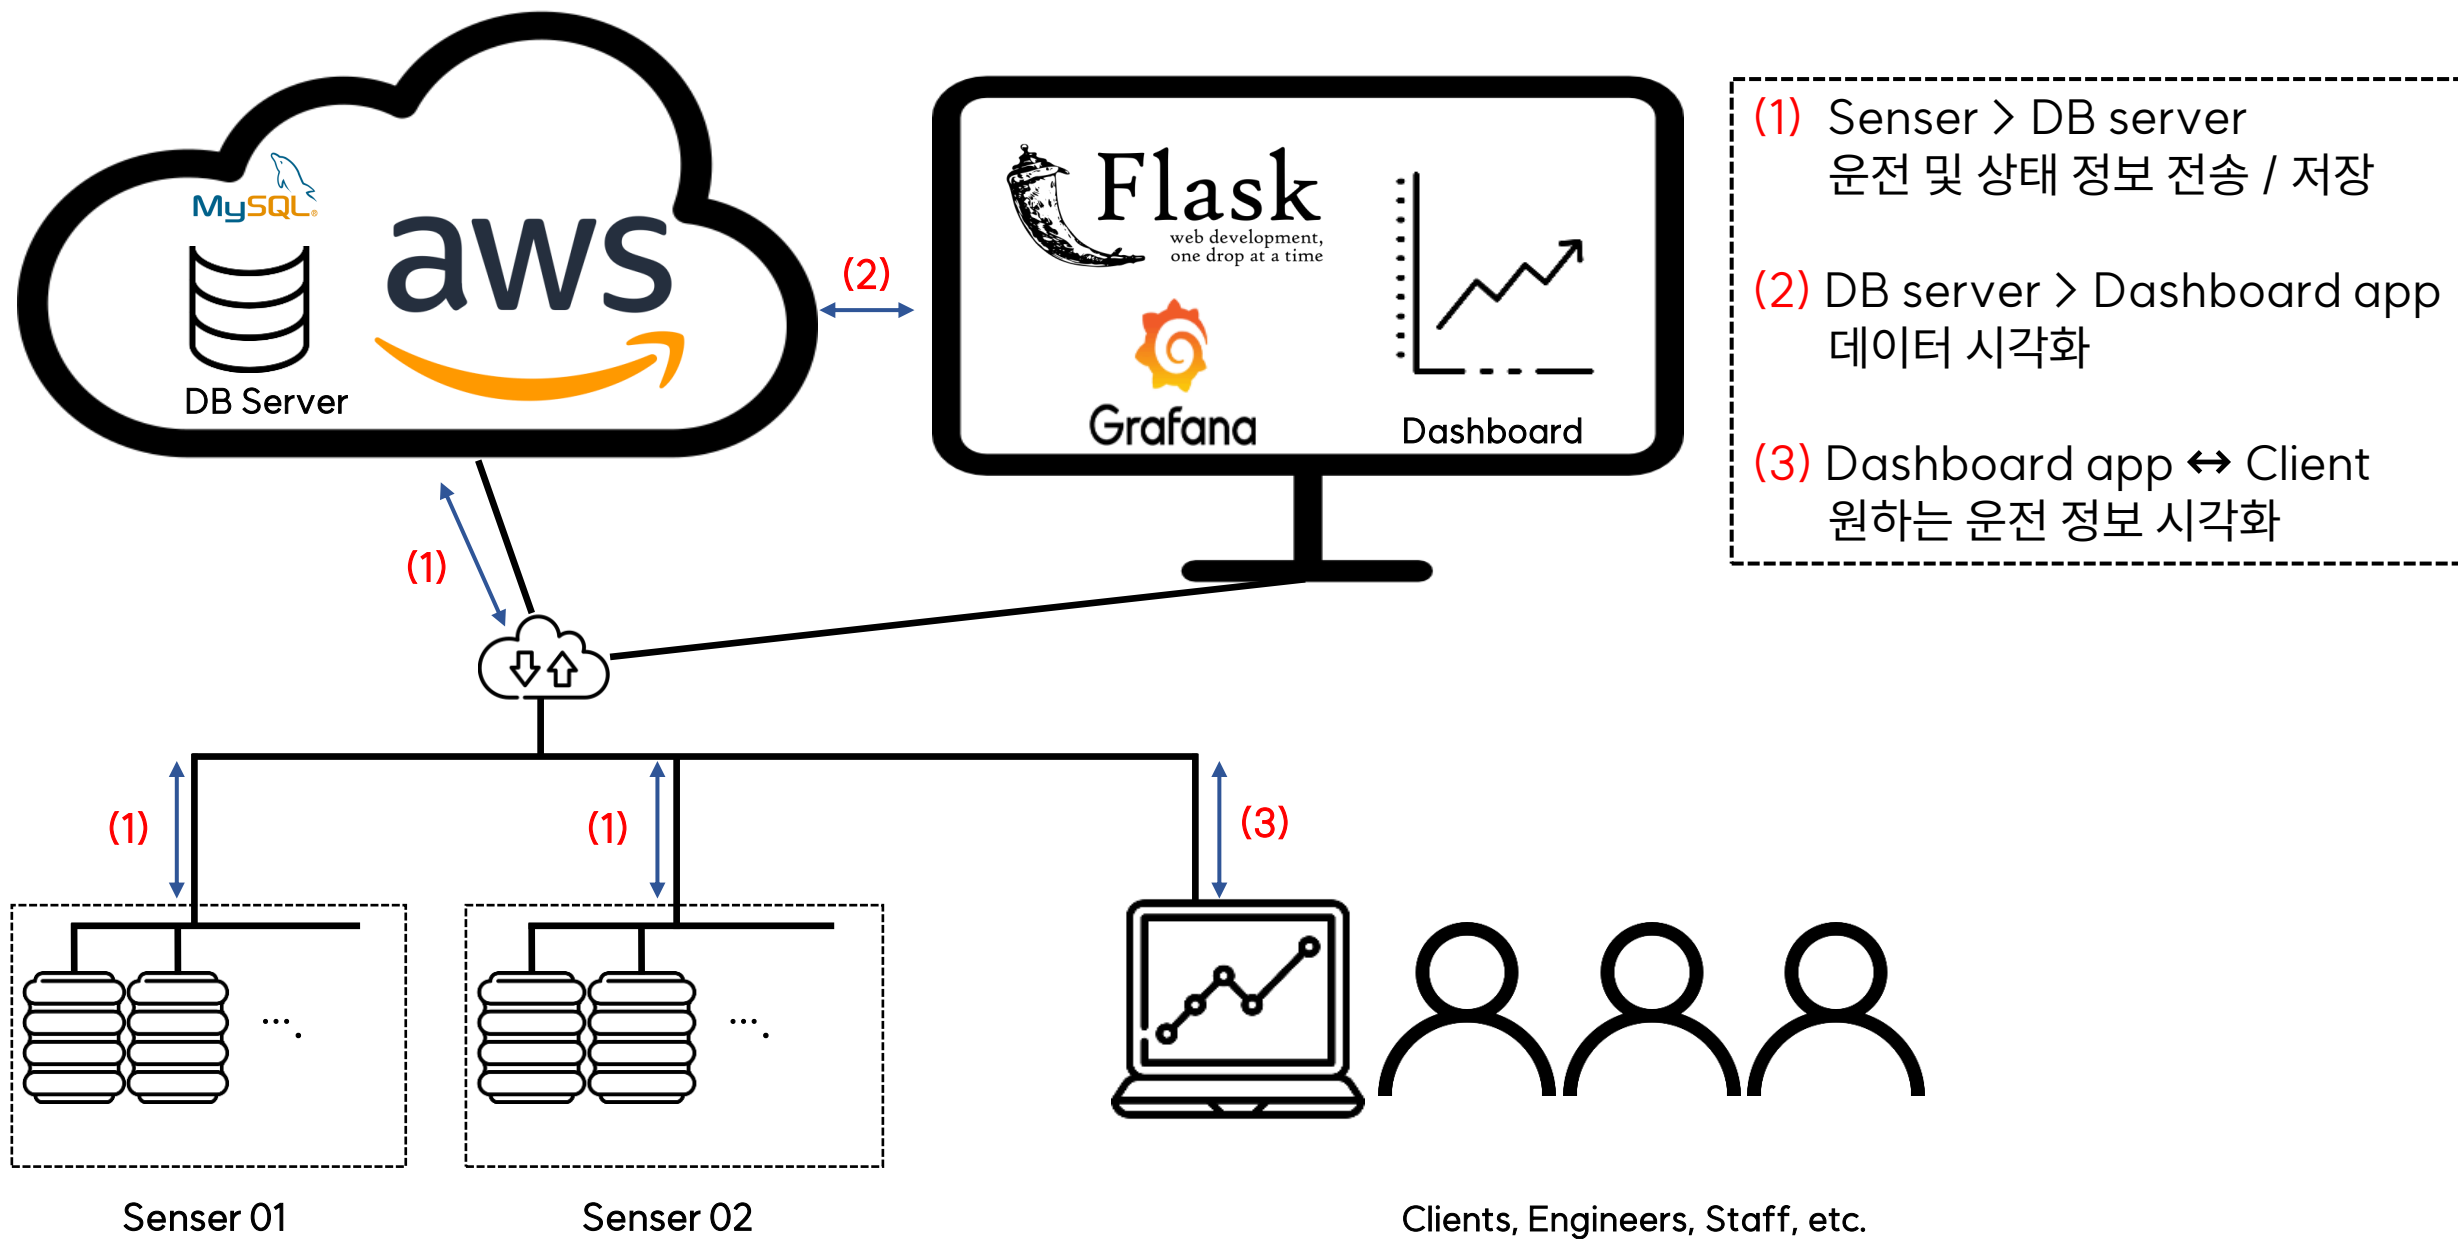 MySQL®
aws
DB Server
(2)
Flask
web development,
one drop at a time
Grafana
Dashboard
(1) Senser > DB server
운전 및 상태 정보 전송 / 저장
(2) DB server > Dashboard app
데이터 시각화
(3) Dashboard app ↔ Client
원하는 운전 정보 시각화
(1)
(1)
(1)
(3)
....
....
Senser 01
Senser 02
Clients, Engineers, Staff, etc.